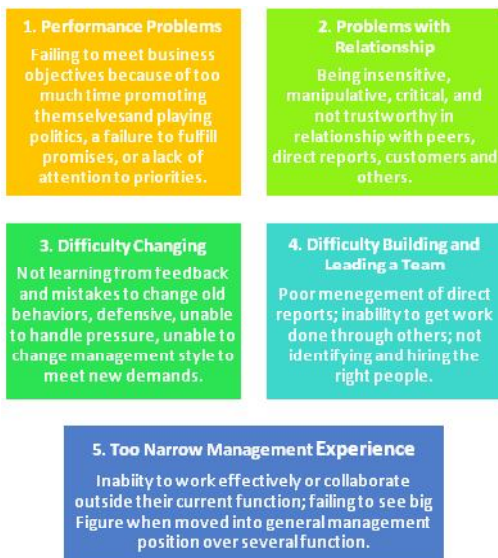 1. Performance Problems
Failing to meet business
objectives because of too
much time promoting
themselvesand playing
politics, a failure to fulfill
promises, or a lack of
attention to priorities.
2. Problems with
Relationship
Being insensitive,
manipulative, critical, and
not trustworthy in
relationship with peers,
direct reports, customers and
others.
3. Difficulty Changing
Not learning from feedback
and mistakes to change old
behaviors, defensive, unable
to handle pressure, unable to
change management style to
meet new demands.
4. Difficulty Building and
Leading a Team
Poor menegement of direct
reports; inability to get work
done through others; not
identifying and hiring the
right people.
5. Too Narrow Management Experience
Inabiity to work effectively or collaborate
outside their current function; failing to see big
Figure when moved into general management
position over several function.